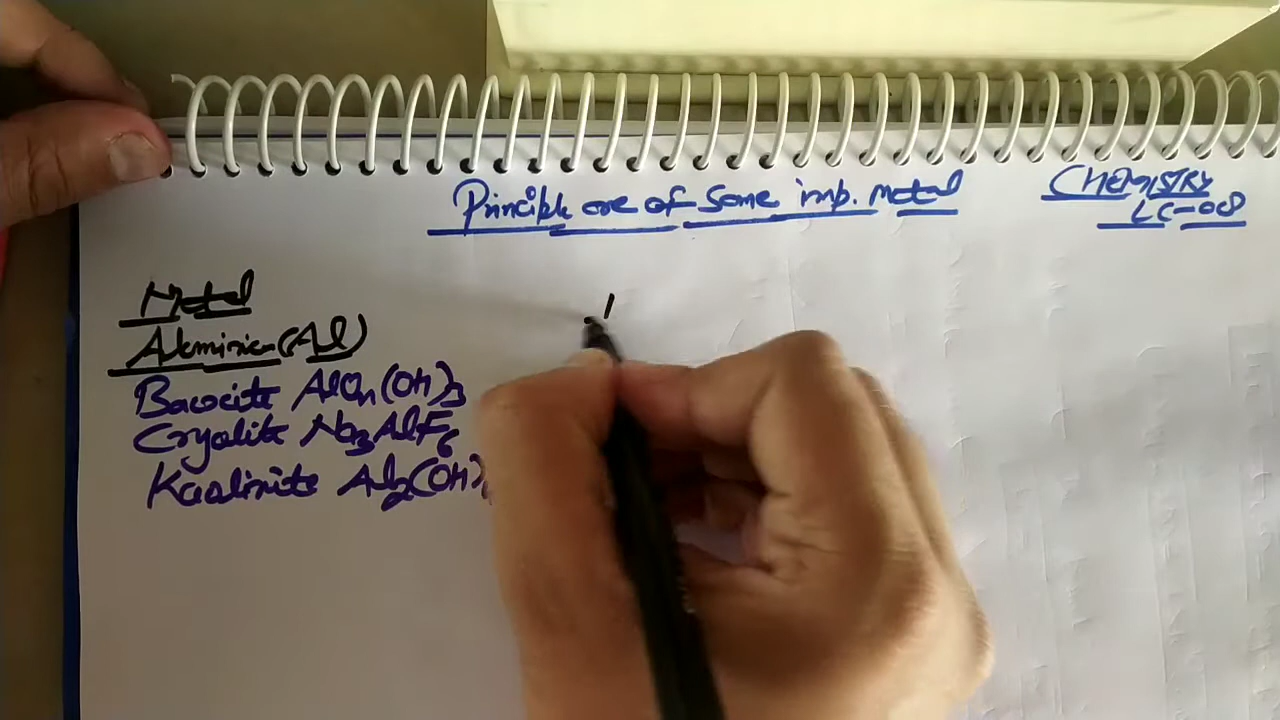 Principle ore of Some imp. Metal
CHEMISTRY
LC-08
Metal
Aluminium (Al)
Bauxite AlOn(OH)3
Cryolite Na3AlF6
Kaolinite Al2(OH)